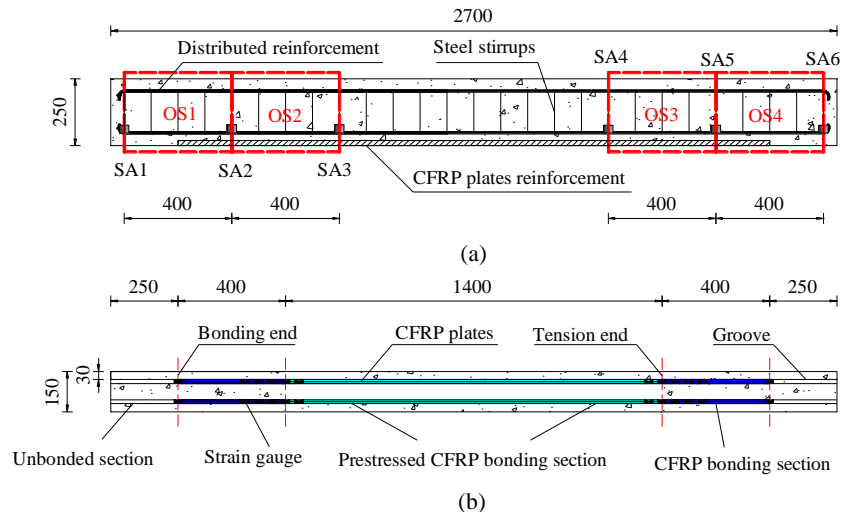 2700
Distributed reinforcement
Steel stirrups
SA4
SA5
SA6
250
OS1
OS2
OS3
OS4
SA1
SA2
SA3
CFRP plates reinforcement
400
400
400
400
(a)
250
400
1400
400
250
Bonding end
CFRP plates
Tension end
Groove
30
150
Unbonded section
Strain gauge
Prestressed CFRP bonding section
CFRP bonding section
(b)